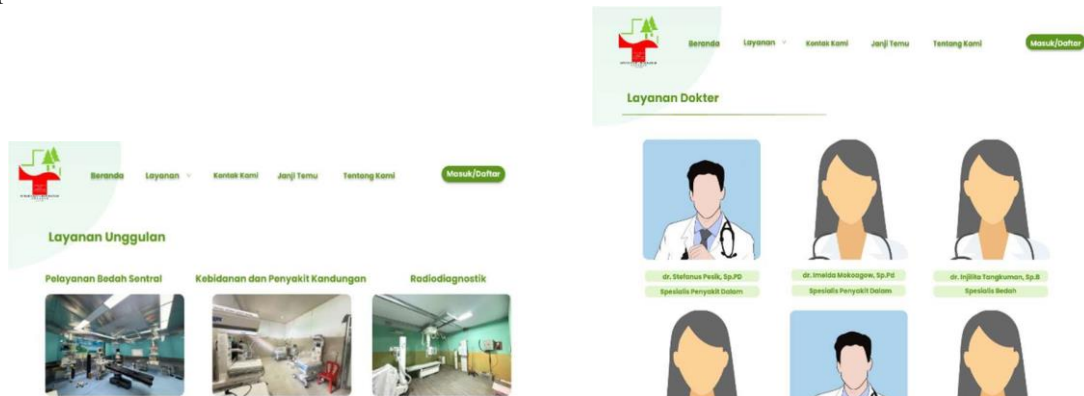 Beranda Layanan Kontak Kami Janji Temu Tentang Kami Masuk/Daftar
Layanan Unggulan
Pelayanan Bedah Sentral Kebidanan dan Penyakit Kandungan Radiodiagnostik
Beranda Layanan Kontak Kami Janji Temu Tentang Kami Masuk/Daftar
Layanan Dokter
dr. Stefanus Pesik, Sp.PD dr. Imelda Mokoagow, Sp.Pd dr. Injilita Tangkuman, Sp.B
Spesialis Penyakit Dalam Spesialis Penyakit Dalam Spesialis Bedah